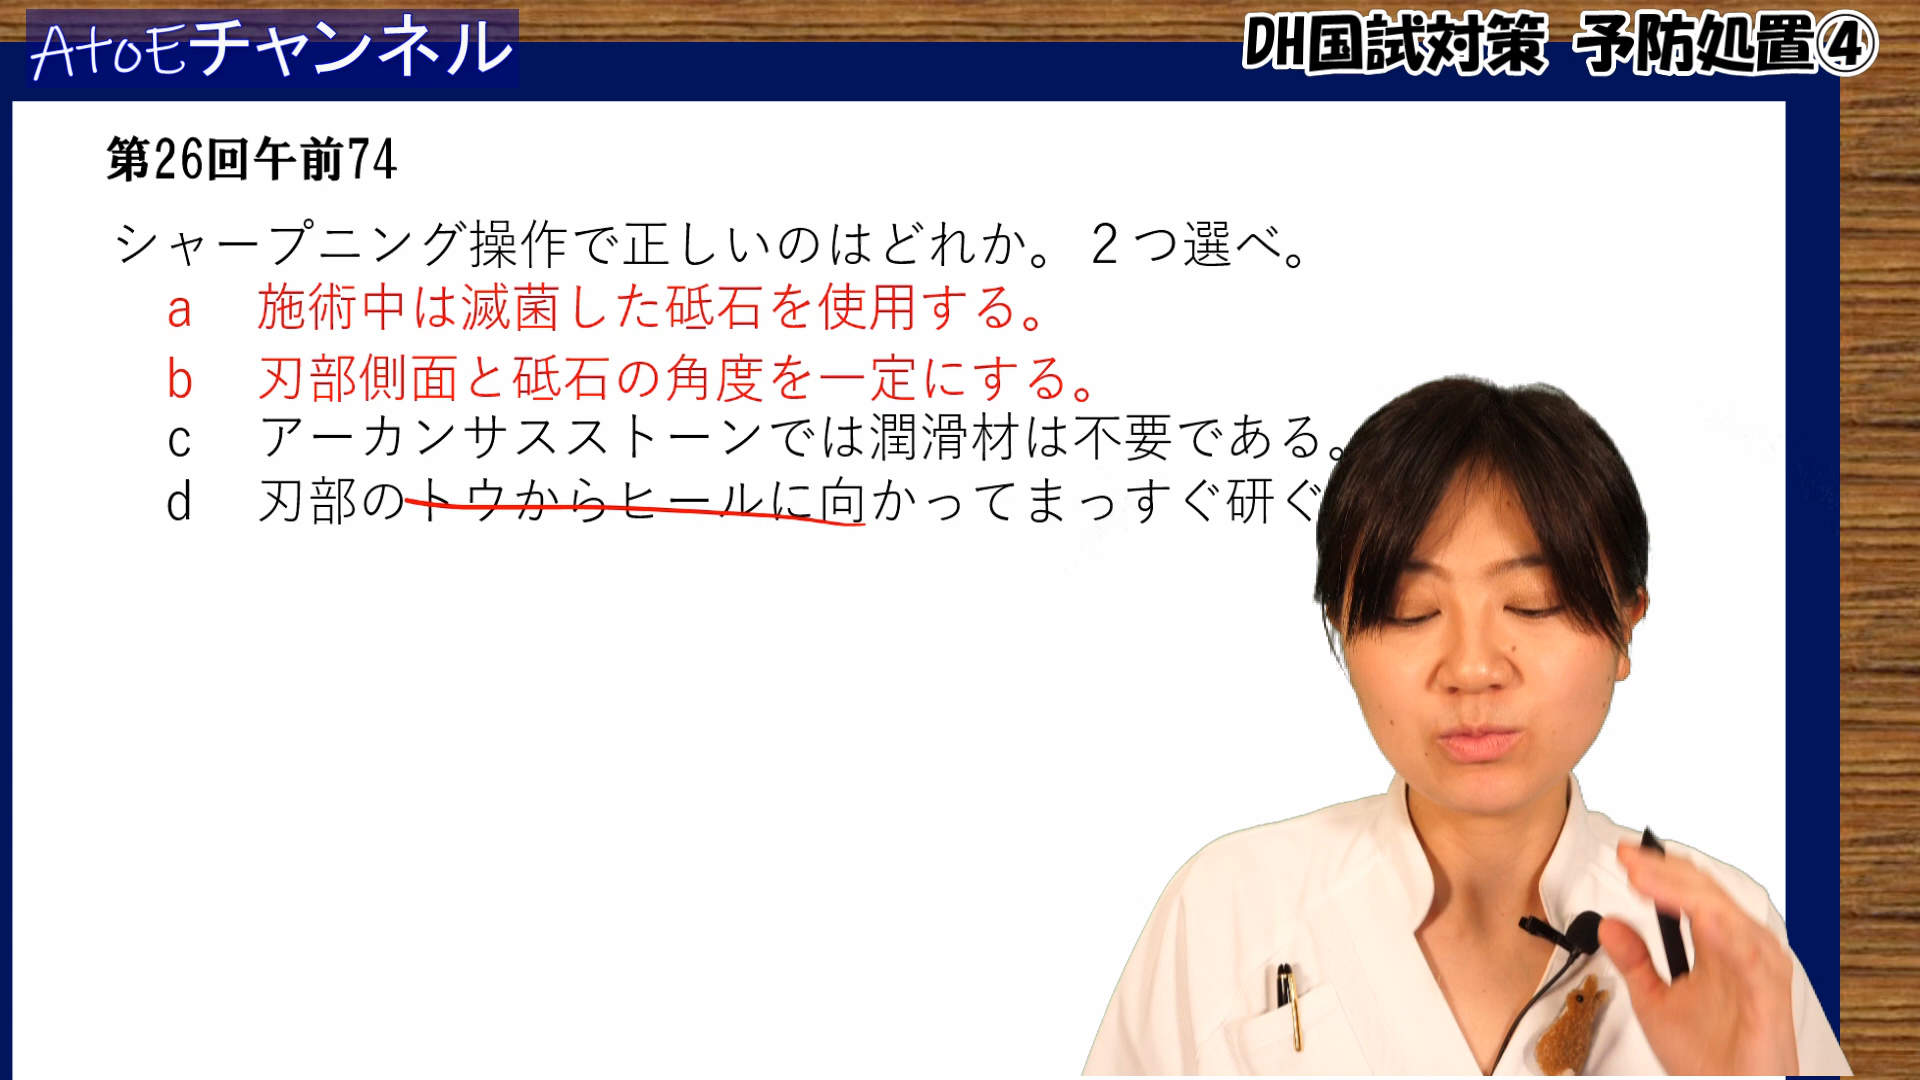 AtoEチャンネル
DH国試対策 予防処置④
第26回午前74
シャープニング操作で正しいのはどれか。２つ選べ。
a 施術中は滅菌した砥石を使用する。
b 刃部側面と砥石の角度を一定にする。
c アーカンサスストーンでは潤滑材は不要である。
d 刃部のトウからヒールに向かってまっすぐ研ぐ